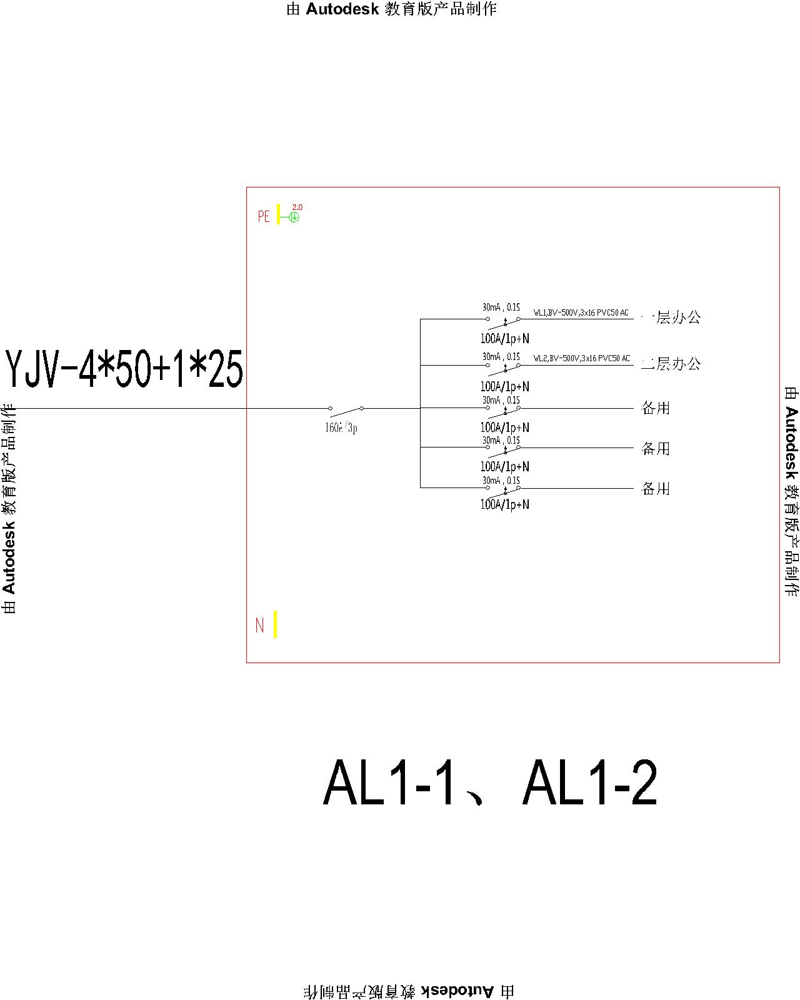 由 Autodesk 教育版产品制作
PE
2.0
30mA , 0.1S
WL1,BV-500V,3x16 PVC50 AC
一层办公
100A/1p+N
30mA , 0.1S
WL2,BV-500V,3x16 PVC50 AC
二层办公
100A/1p+N
YJV-4*50+1*25
30mA , 0.1S
备用
160A/3p
100A/1p+N
30mA , 0.1S
备用
100A/1p+N
30mA , 0.1S
备用
100A/1p+N
由 Autodesk 教育版产品制作
由 Autodesk 教育版产品制作
N
AL1-1、AL1-2
由 Autodesk 教育版产品制作